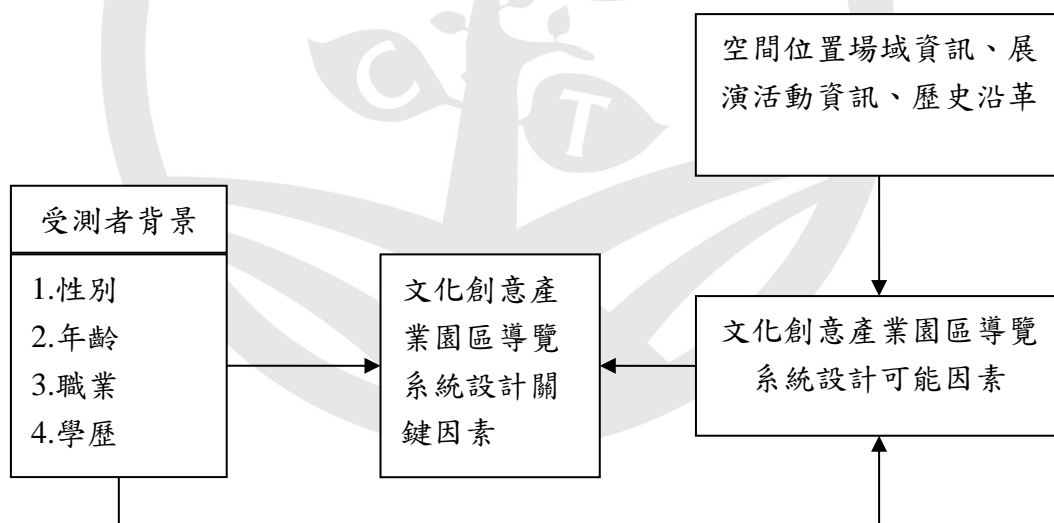 空間位置場域資訊、展
演活動資訊、歷史沿革
受測者背景
1.性別
2.年齡
3.職業
4.學歷
文化創意產
業園區導覽
系統設計關
鍵因素
文化創意產業園區導覽
系統設計可能因素
C
T